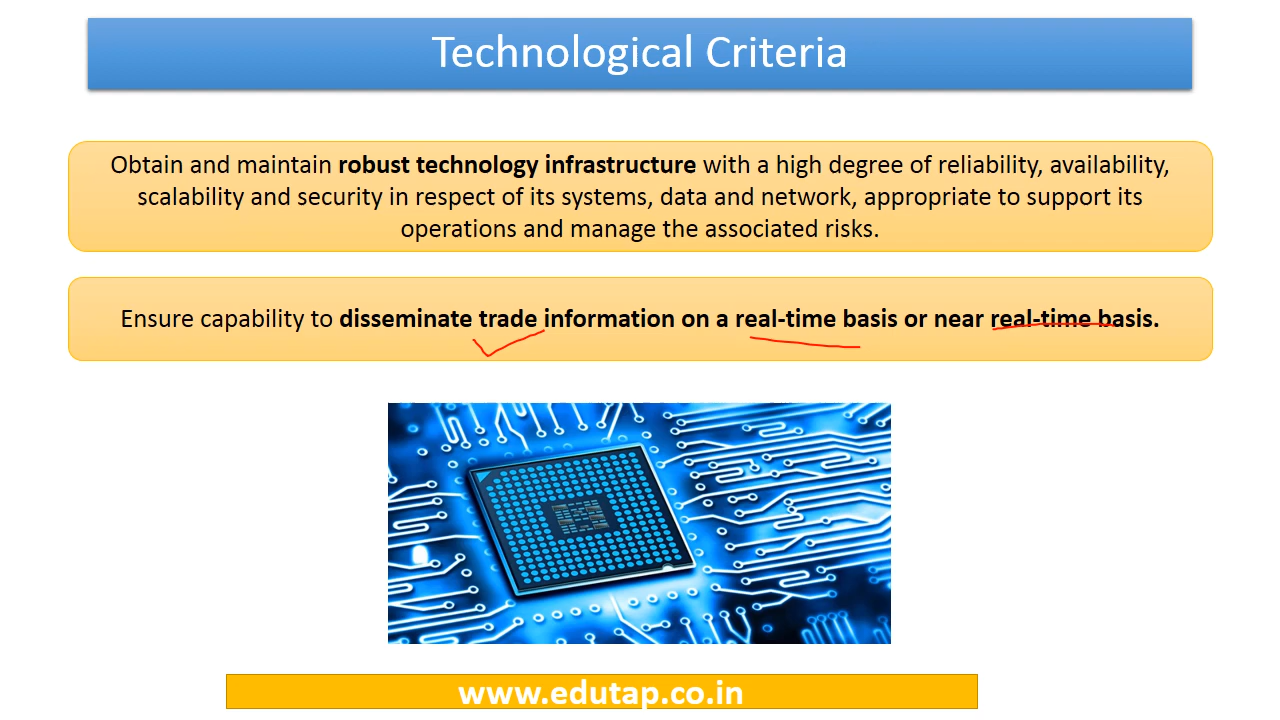 Technological Criteria
Obtain and maintain robust technology infrastructure with a high degree of reliability, availability,
scalability and security in respect of its systems, data and network, appropriate to support its
operations and manage the associated risks.
Ensure capability to disseminate trade information on a real-time basis or near real-time basis.
www.edutap.co.in